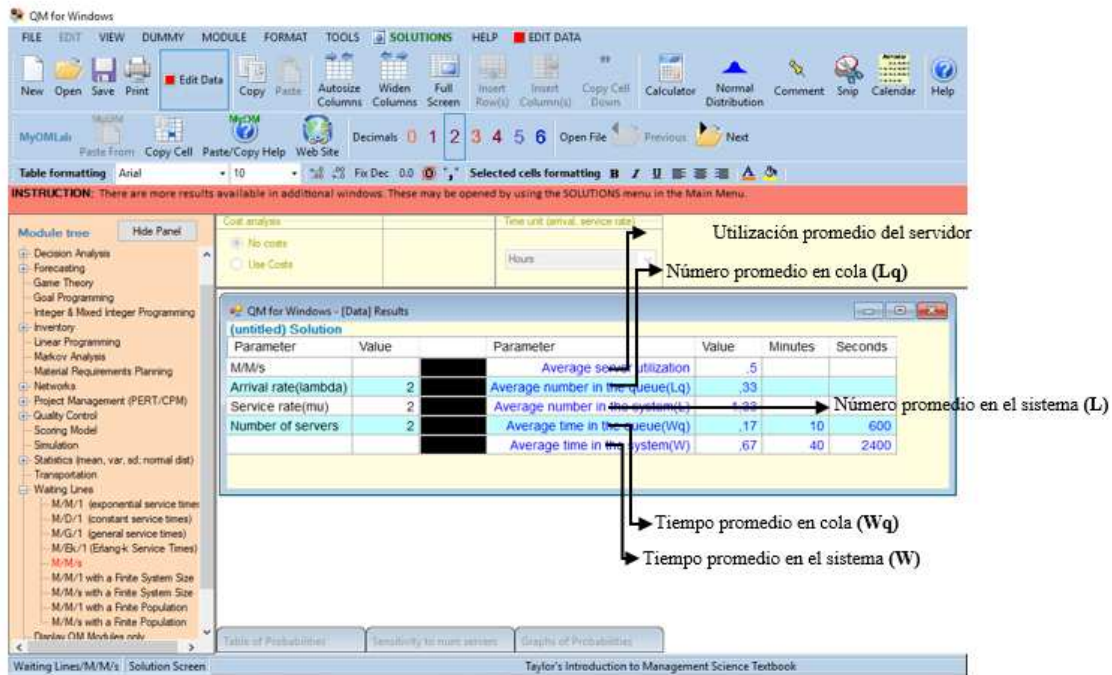 QM for Windows
FILE EDIT VIEW DUMMY MODULE FORMAT TOOLS SOLUTIONS HELP EDIT DATA
New Open Save Print Edit Data Copy Paste Autosize Columns Widen Columns Full Screen Insert Row(s) Insert Column(s) Copy Cell Down Calculator Normal Distribution Comment Snip Calendar Help
MyOMLab Paste From Copy Cell Paste/Copy Help Web Site Decimals 0 1 2 3 4 5 6 Open File Previous Next
Table formatting Arial 10 Fix Dec 0.0 0 "," Selected cells formatting B I U A
INSTRUCTION: There are more results available in additional windows. These may be opened by using the SOLUTIONS menu in the Main Menu.
Module tree Hide Panel
Decision Analysis
Forecasting
Game Theory
Goal Programming
Integer & Mixed Integer Programming
Inventory
Linear Programming
Markov Analysis
Material Requirements Planning
Networks
Project Management (PERT/CPM)
Quality Control
Scoring Model
Simulation
Statistics (mean, var, sd; normal dist)
Transportation
Waiting Lines
M/M/1 (exponential service times
M/D/1 (constant service times)
M/G/1 (general service times)
M/Ek/1 (Erlang-k Service Times)
M/M/s
M/M/1 with a Finite System Size
M/M/s with a Finite System Size
M/M/1 with a Finite Population
M/M/s with a Finite Population
Display OM Modules only
Cost analysis
No costs
Use Costs
Time unit (arrival, service rate)
Hours
Utilización promedio del servidor
Número promedio en cola (Lq)
QM for Windows - [Data] Results
(untitled) Solution
Parameter Value Parameter Value Minutes Seconds
M/M/s Average server utilization ,5
Arrival rate(lambda) 2 Average number in the queue(Lq) ,33
Service rate(mu) 2 Average number in the system(L) 1,33
Número promedio en el sistema (L)
Number of servers 2 Average time in the queue(Wq) ,17 10 600
Average time in the system(W) ,67 40 2400
Tiempo promedio en cola (Wq)
Tiempo promedio en el sistema (W)
Table of Probabilities Sensitivity to num servers Graphs of Probabilities
Waiting Lines/M/M/s Solution Screen Taylor's Introduction to Management Science Textbook